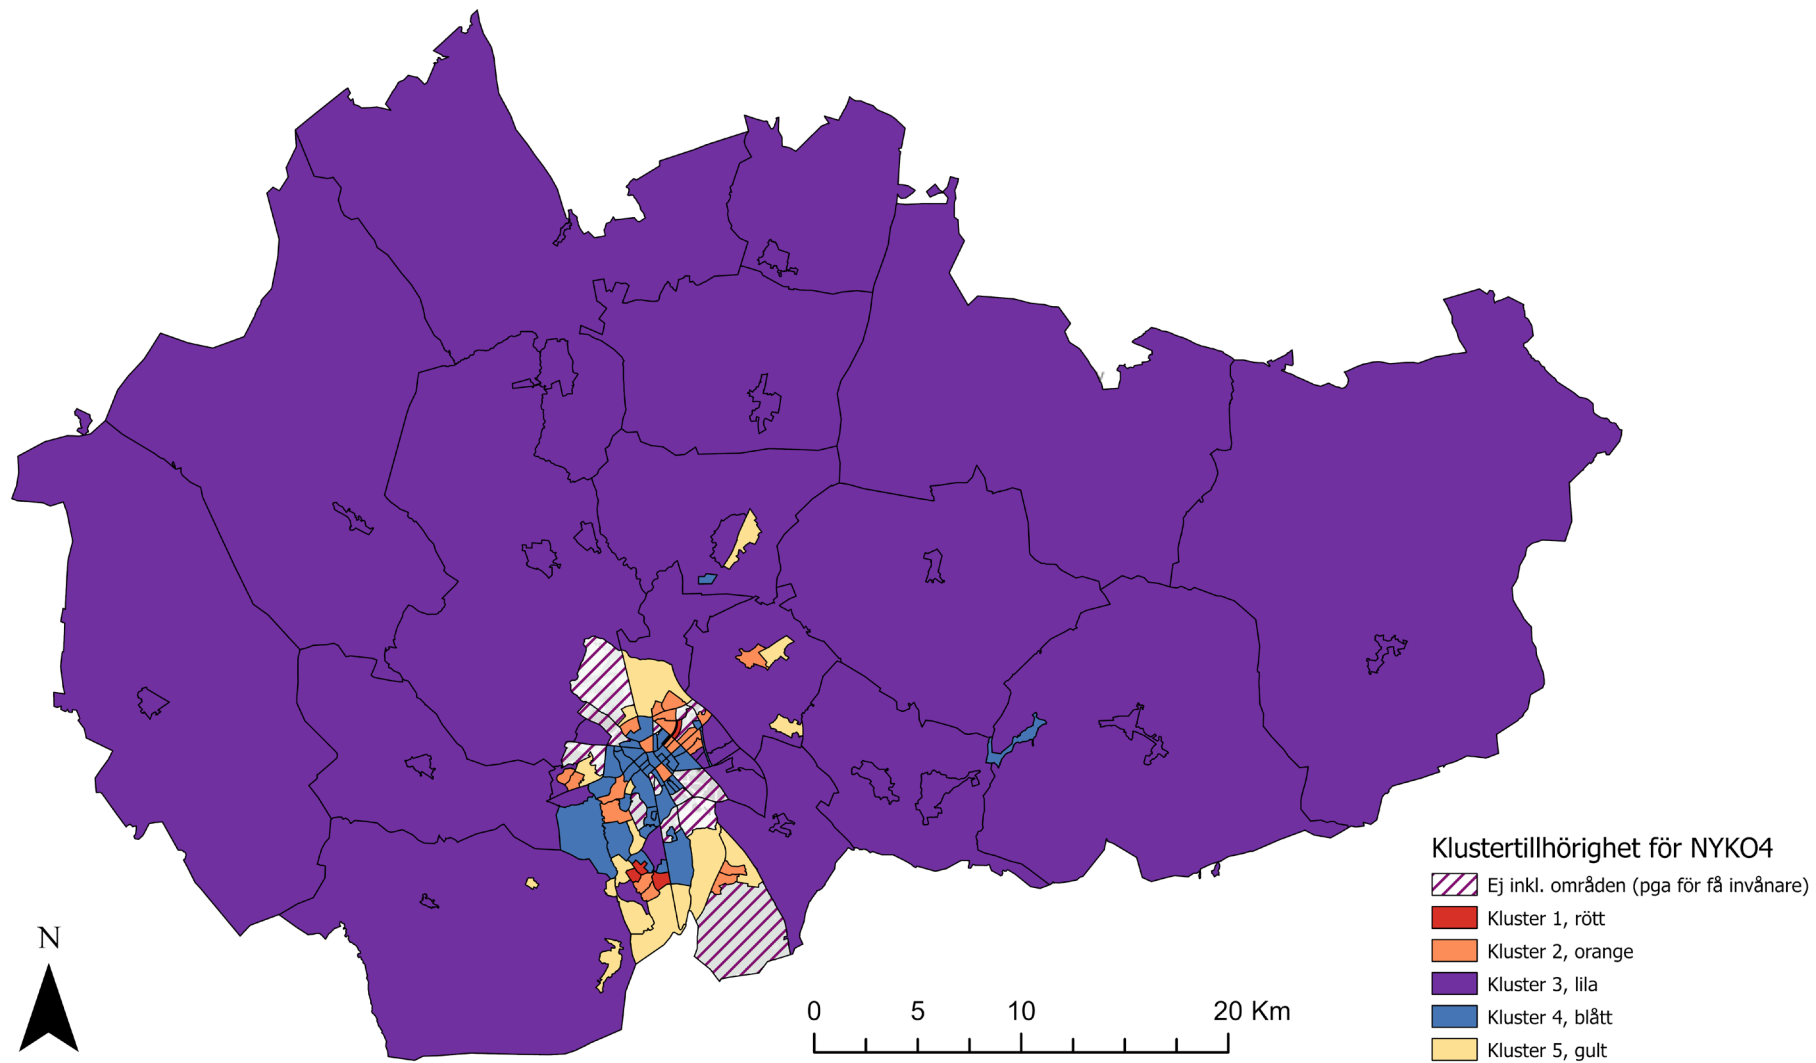 Klustertillhörighet för NYKO4
Ej inkl. områden (pga för få invånare)
Kluster 1, rött
Kluster 2, orange
Kluster 3, lila
Kluster 4, blått
Kluster 5, gult
N
0 5 10 20 Km